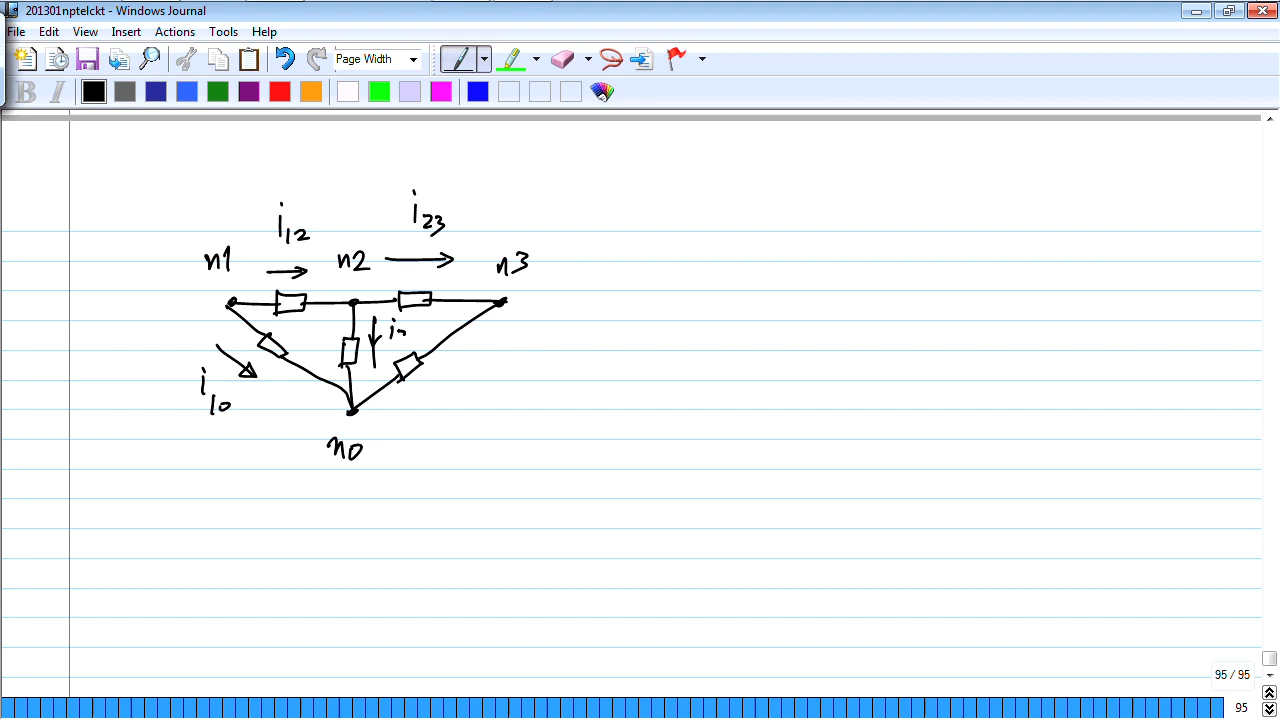 201301nptelckt - Windows Journal
File Edit View Insert Actions Tools Help
Page Width
B I
i12 i23
n1 n2 n3
i10
n0
95 / 95
95